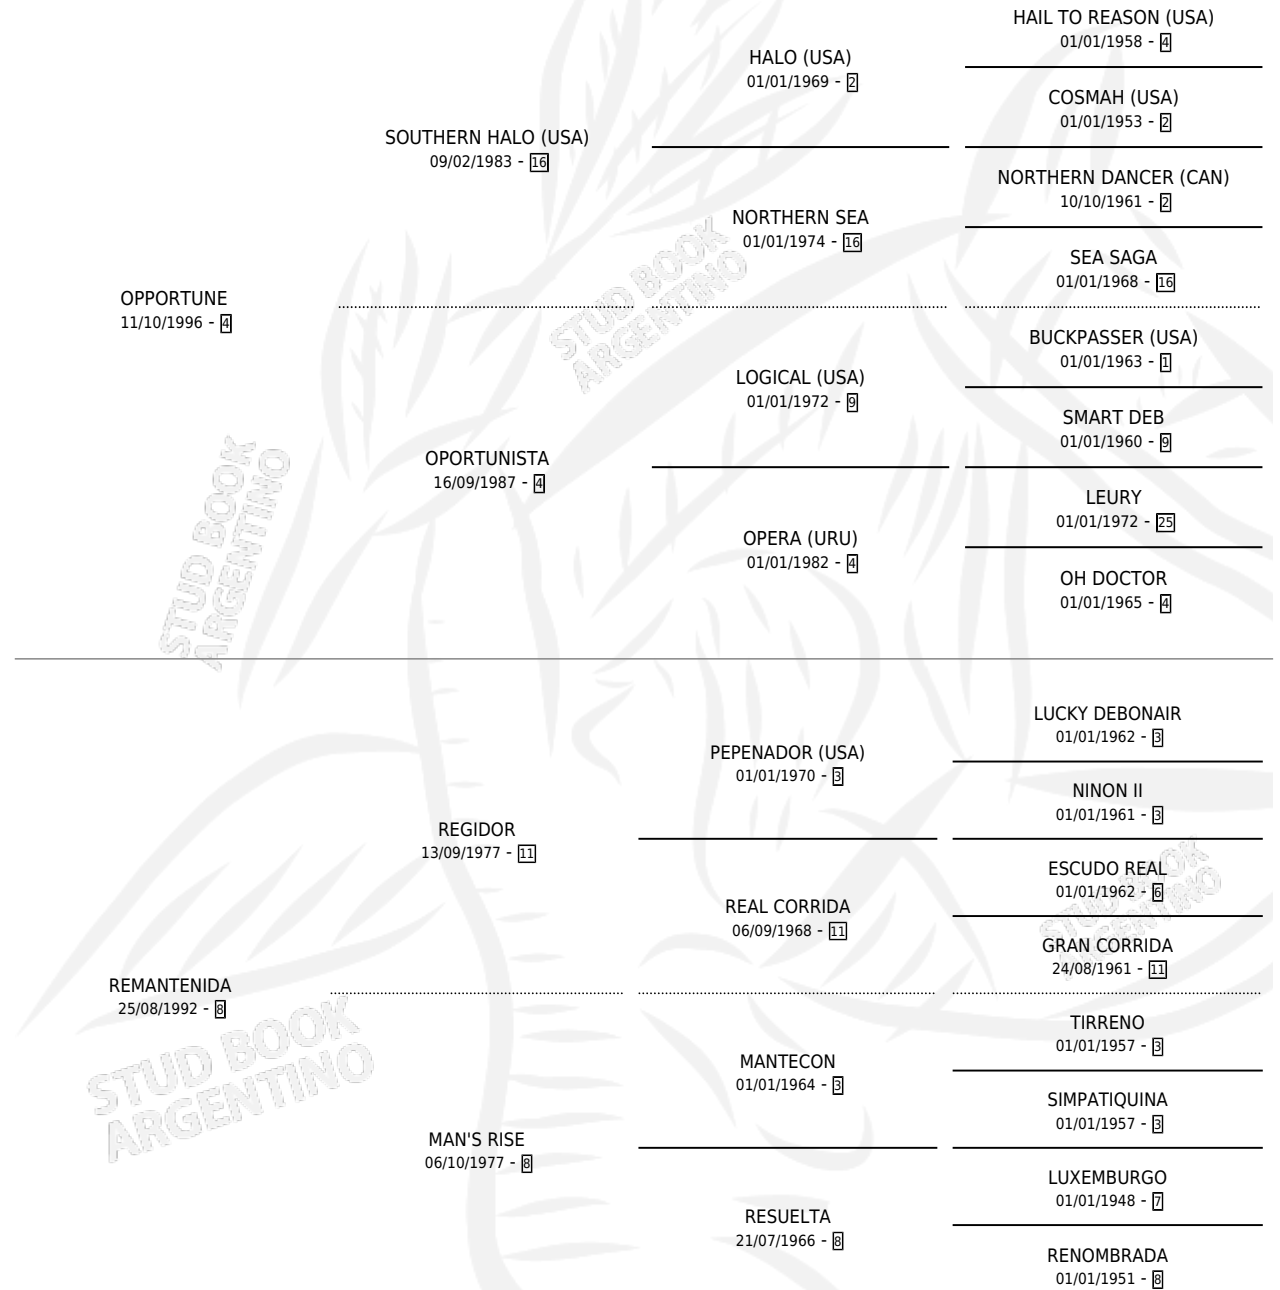 HAIL TO REASON (USA)
01/01/1958 - 4
HALO (USA)
01/01/1969 - 2
COSMAH (USA)
01/01/1953 - 2
SOUTHERN HALO (USA)
09/02/1983 - 16
NORTHERN DANCER (CAN)
10/10/1961 - 2
NORTHERN SEA
01/01/1974 - 16
SEA SAGA
01/01/1968 - 16
OPPORTUNE
11/10/1996 - 4
BUCKPASSER (USA)
01/01/1963 - 1
LOGICAL (USA)
01/01/1972 - 9
SMART DEB
01/01/1960 - 9
OPORTUNISTA
16/09/1987 - 4
LEURY
01/01/1972 - 25
OPERA (URU)
01/01/1982 - 4
OH DOCTOR
01/01/1965 - 4
LUCKY DEBONAIR
01/01/1962 - 3
PEPENADOR (USA)
01/01/1970 - 3
NINON II
01/01/1961 - 3
REGIDOR
13/09/1977 - 11
ESCUDO REAL
01/01/1962 - 6
REAL CORRIDA
06/09/1968 - 11
GRAN CORRIDA
24/08/1961 - 11
REMANTENIDA
25/08/1992 - 8
TIRRENO
01/01/1957 - 3
MANTECON
01/01/1964 - 3
SIMPATIQUINA
01/01/1957 - 3
MAN'S RISE
06/10/1977 - 8
LUXEMBURGO
01/01/1948 - 7
RESUELTA
21/07/1966 - 8
RENOMBRADA
01/01/1951 - 8
STUD BOOK
ARGENTINO
STUD BOOK
ARGENTINO
STUD BOOK
ARGENTINO
STUD BOOK
ARGENTINO